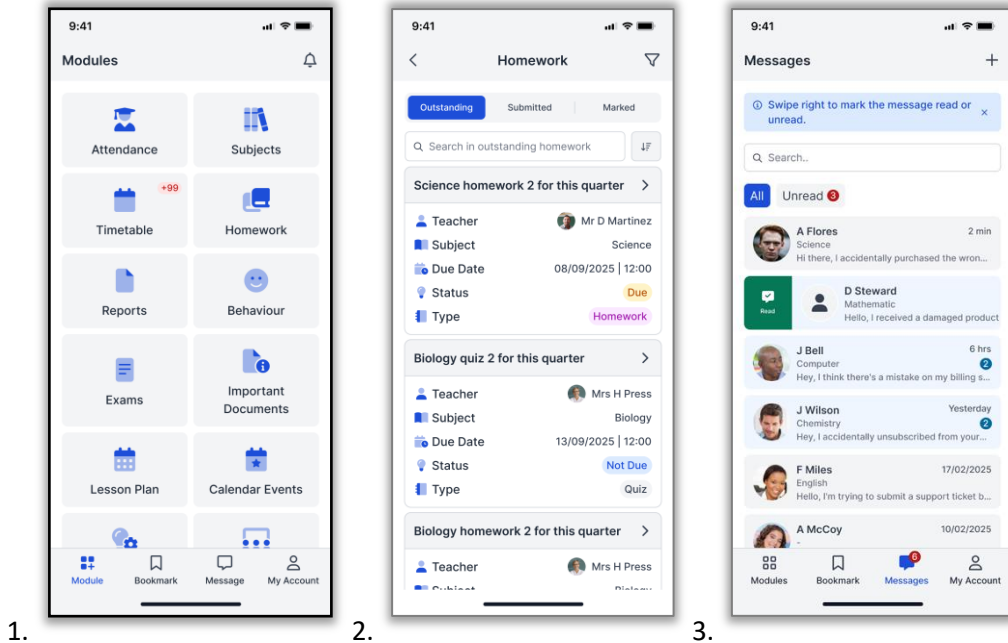 9:41
Modules
Attendance
Subjects
+99
Timetable
Homework
Reports
Behaviour
Exams
Important
Documents
Lesson Plan
Calendar Events
Module
Bookmark
Message
My Account
1.
9:41
Homework
Outstanding
Submitted
Marked
Search in outstanding homework
Science homework 2 for this quarter
Teacher
Mr D Martinez
Subject
Science
Due Date
08/09/2025 | 12:00
Status
Due
Type
Homework
Biology quiz 2 for this quarter
Teacher
Mrs H Press
Subject
Biology
Due Date
13/09/2025 | 12:00
Status
Not Due
Type
Quiz
Biology homework 2 for this quarter
Teacher
Mrs H Press
Subject
Biology
2.
9:41
Messages
Swipe right to mark the message read or
unread.
Search..
All
Unread 3
A Flores
2 min
Science
Hi there, I accidentally purchased the wron...
Read
D Steward
Mathematic
Hello, I received a damaged product
J Bell
6 hrs
Computer
2
Hey, I think there's a mistake on my billing s...
J Wilson
Yesterday
Chemistry
2
Hey, I accidentally unsubscribed from your...
F Miles
17/02/2025
English
Hello, I'm trying to submit a support ticket b...
A McCoy
10/02/2025
-
6
Modules
Bookmark
Messages
My Account
3.